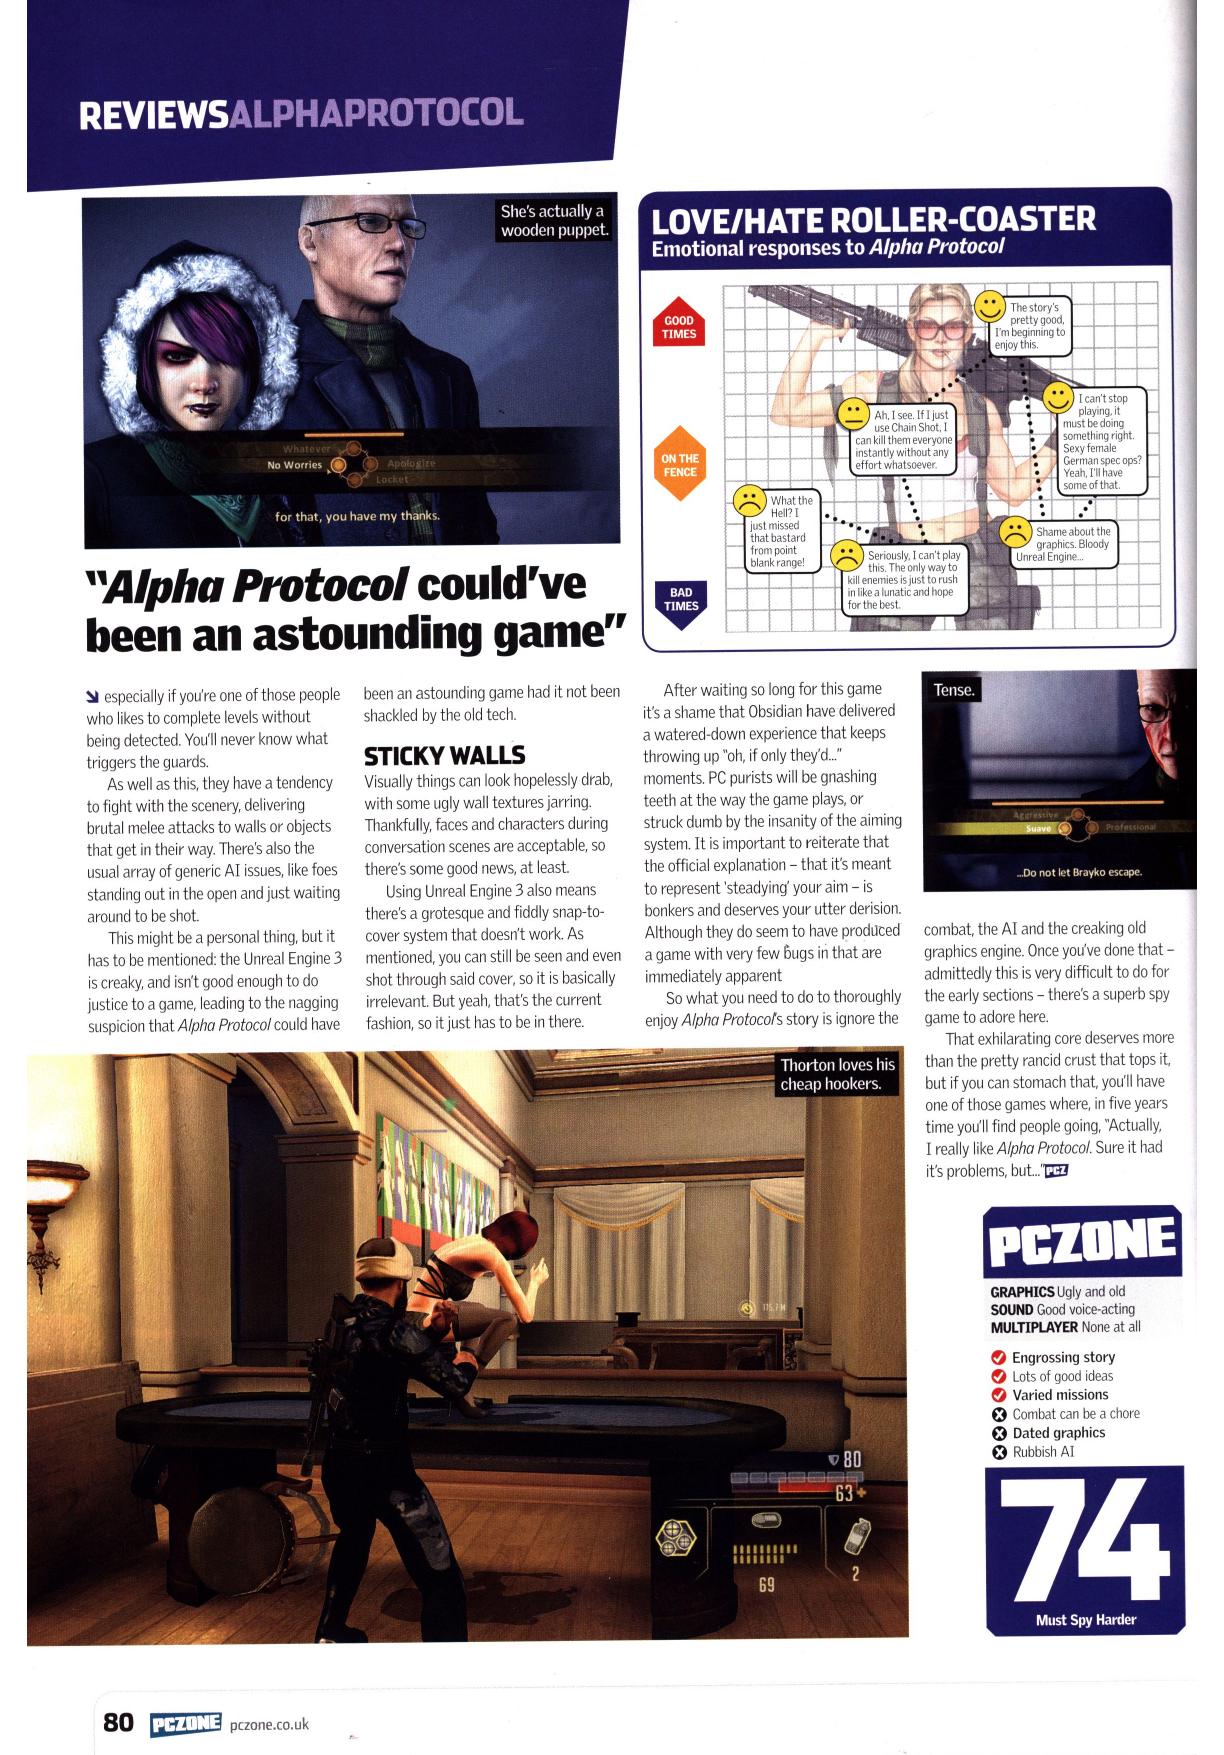 REVIEWSALPHAPROTOCOL
She's actually a
wooden puppet.
Whatever
No Worries
Apologize
Locket
for that, you have my thanks.
LOVE/HATE ROLLER-COASTER
Emotional responses to Alpha Protocol
GOOD
TIMES
ON THE
FENCE
BAD
TIMES
What the
Hell? I
just missed
that bastard
from point
blank range!
Seriously, I can't play
this. The only way to
kill enemies is just to rush
in like a lunatic and hope
for the best.
Ah, I see. If I just
use Chain Shot, I
can kill them everyone
instantly without any
effort whatsoever.
The story's
pretty good,
I'm beginning to
enjoy this.
Shame about the
graphics. Bloody
Unreal Engine...
I can't stop
playing, it
must be doing
something right.
Sexy female
German spec ops?
Yeah, I'll have
some of that.
"Alpha Protocol could've
been an astounding game"
especially if you're one of those people
who likes to complete levels without
being detected. You'll never know what
triggers the guards.
As well as this, they have a tendency
to fight with the scenery, delivering
brutal melee attacks to walls or objects
that get in their way. There's also the
usual array of generic AI issues, like foes
standing out in the open and just waiting
around to be shot.
This might be a personal thing, but it
has to be mentioned: the Unreal Engine 3
is creaky, and isn't good enough to do
justice to a game, leading to the nagging
suspicion that Alpha Protocol could have
been an astounding game had it not been
shackled by the old tech.
STICKY WALLS
Visually things can look hopelessly drab,
with some ugly wall textures jarring.
Thankfully, faces and characters during
conversation scenes are acceptable, so
there's some good news, at least.
Using Unreal Engine 3 also means
there's a grotesque and fiddly snap-to-
cover system that doesn't work. As
mentioned, you can still be seen and even
shot through said cover, so it is basically
irrelevant. But yeah, that's the current
fashion, so it just has to be in there.
After waiting so long for this game
it's a shame that Obsidian have delivered
a watered-down experience that keeps
throwing up "oh, if only they'd..."
moments. PC purists will be gnashing
teeth at the way the game plays, or
struck dumb by the insanity of the aiming
system. It is important to reiterate that
the official explanation – that it's meant
to represent 'steadying' your aim – is
bonkers and deserves your utter derision.
Although they do seem to have produced
a game with very few bugs in that are
immediately apparent
So what you need to do to thoroughly
enjoy Alpha Protocol's story is ignore the
Tense.
Aggressive
Suave
Professional
...Do not let Brayko escape.
combat, the AI and the creaking old
graphics engine. Once you've done that –
admittedly this is very difficult to do for
the early sections – there's a superb spy
game to adore here.
That exhilarating core deserves more
than the pretty rancid crust that tops it,
but if you can stomach that, you'll have
one of those games where, in five years
time you'll find people going, "Actually,
I really like Alpha Protocol. Sure it had
it's problems, but..." PCZ
Thorton loves his
cheap hookers.
175.7 M
80
63
69
2
PCZONE
GRAPHICS Ugly and old
SOUND Good voice-acting
MULTIPLAYER None at all
Engrossing story
Lots of good ideas
Varied missions
Combat can be a chore
Dated graphics
Rubbish AI
74
Must Spy Harder
80 PCZONE pczone.co.uk